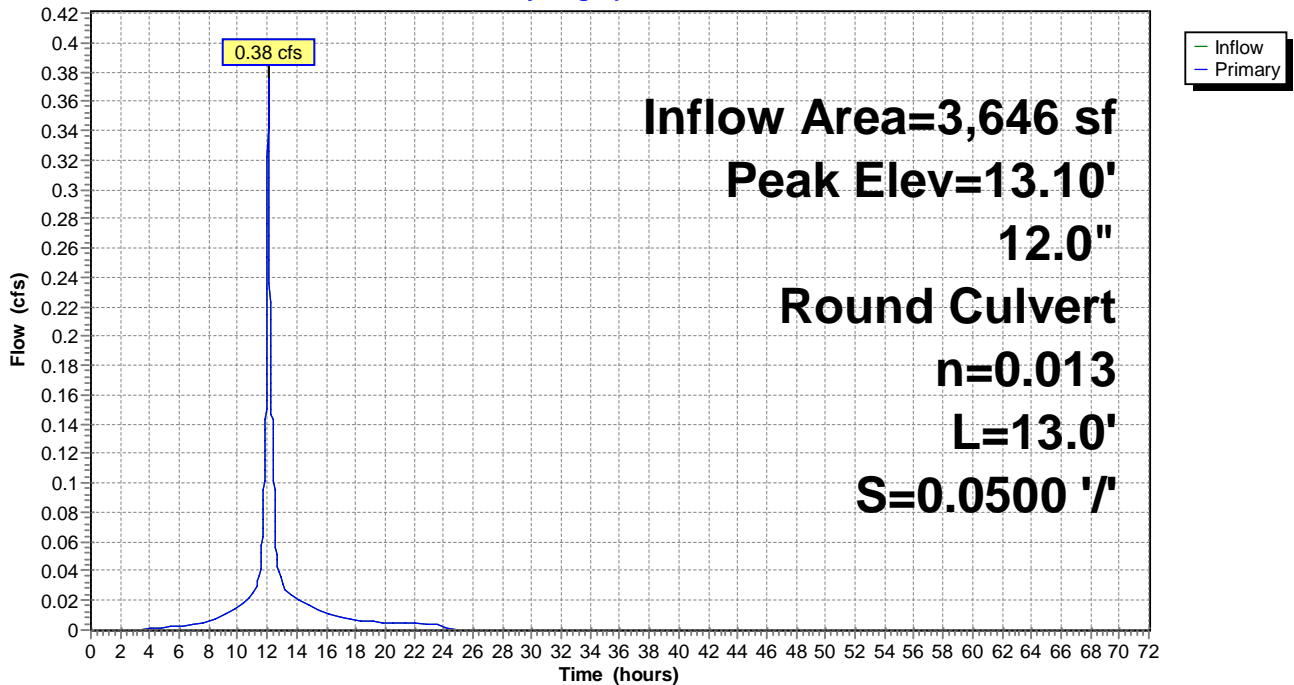 0.42
0.4
0.38
0.36
0.34
0.32
0.3
0.28
0.26
0.24
0.22
0.2
0.18
0.16
0.14
0.12
0.1
0.08
0.06
0.04
0.02
0
Flow (cfs)
0.38 cfs
Inflow Area=3,646 sf
Peak Elev=13.10'
12.0"
Round Culvert
n=0.013
L=13.0'
S=0.0500 '/'
Inflow
Primary
0 2 4 6 8 10 12 14 16 18 20 22 24 26 28 30 32 34 36 38 40 42 44 46 48 50 52 54 56 58 60 62 64 66 68 70 72
Time (hours)